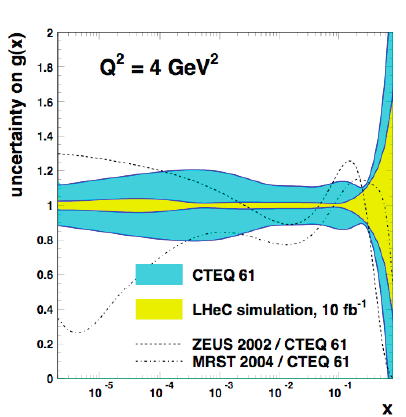 uncertainty on g(x)
Q² = 4 GeV²
2
1.8
1.6
1.4
1.2
1
0.8
0.6
0.4
0.2
0
CTEQ 61
LHeC simulation, 10 fb⁻¹
ZEUS 2002 / CTEQ 61
MRST 2004 / CTEQ 61
10⁻⁵ 10⁻⁴ 10⁻³ 10⁻² 10⁻¹
x